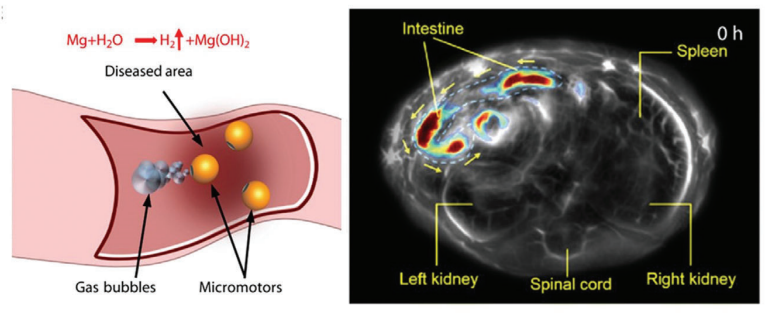 Mg+H₂O → H₂↑ +Mg(OH)₂
Diseased area
Gas bubbles
Micromotors
0 h
Intestine
Spleen
Left kidney
Spinal cord
Right kidney